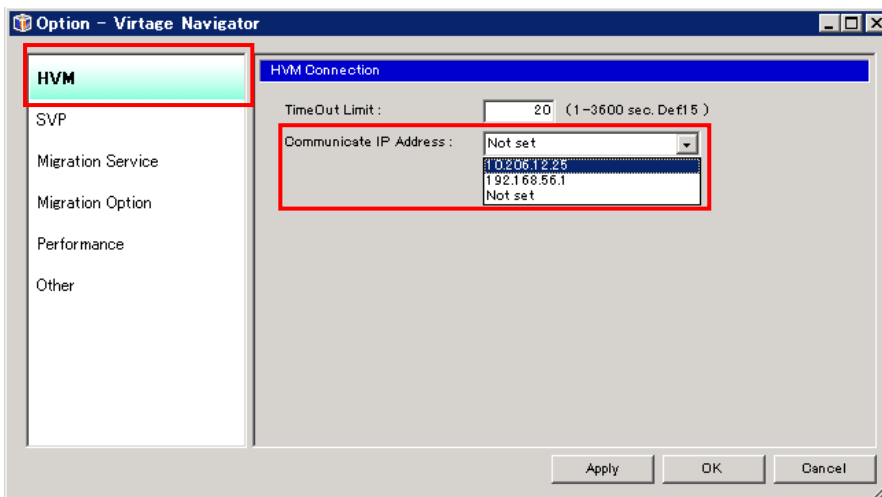 Option - Virtage Navigator
HVM
SVP
Migration Service
Migration Option
Performance
Other
HVM Connection
TimeOut Limit : 20 (1-3600 sec. Def15 )
Communicate IP Address : Not set
10.206.12.25
192.168.56.1
Not set
Apply OK Cancel